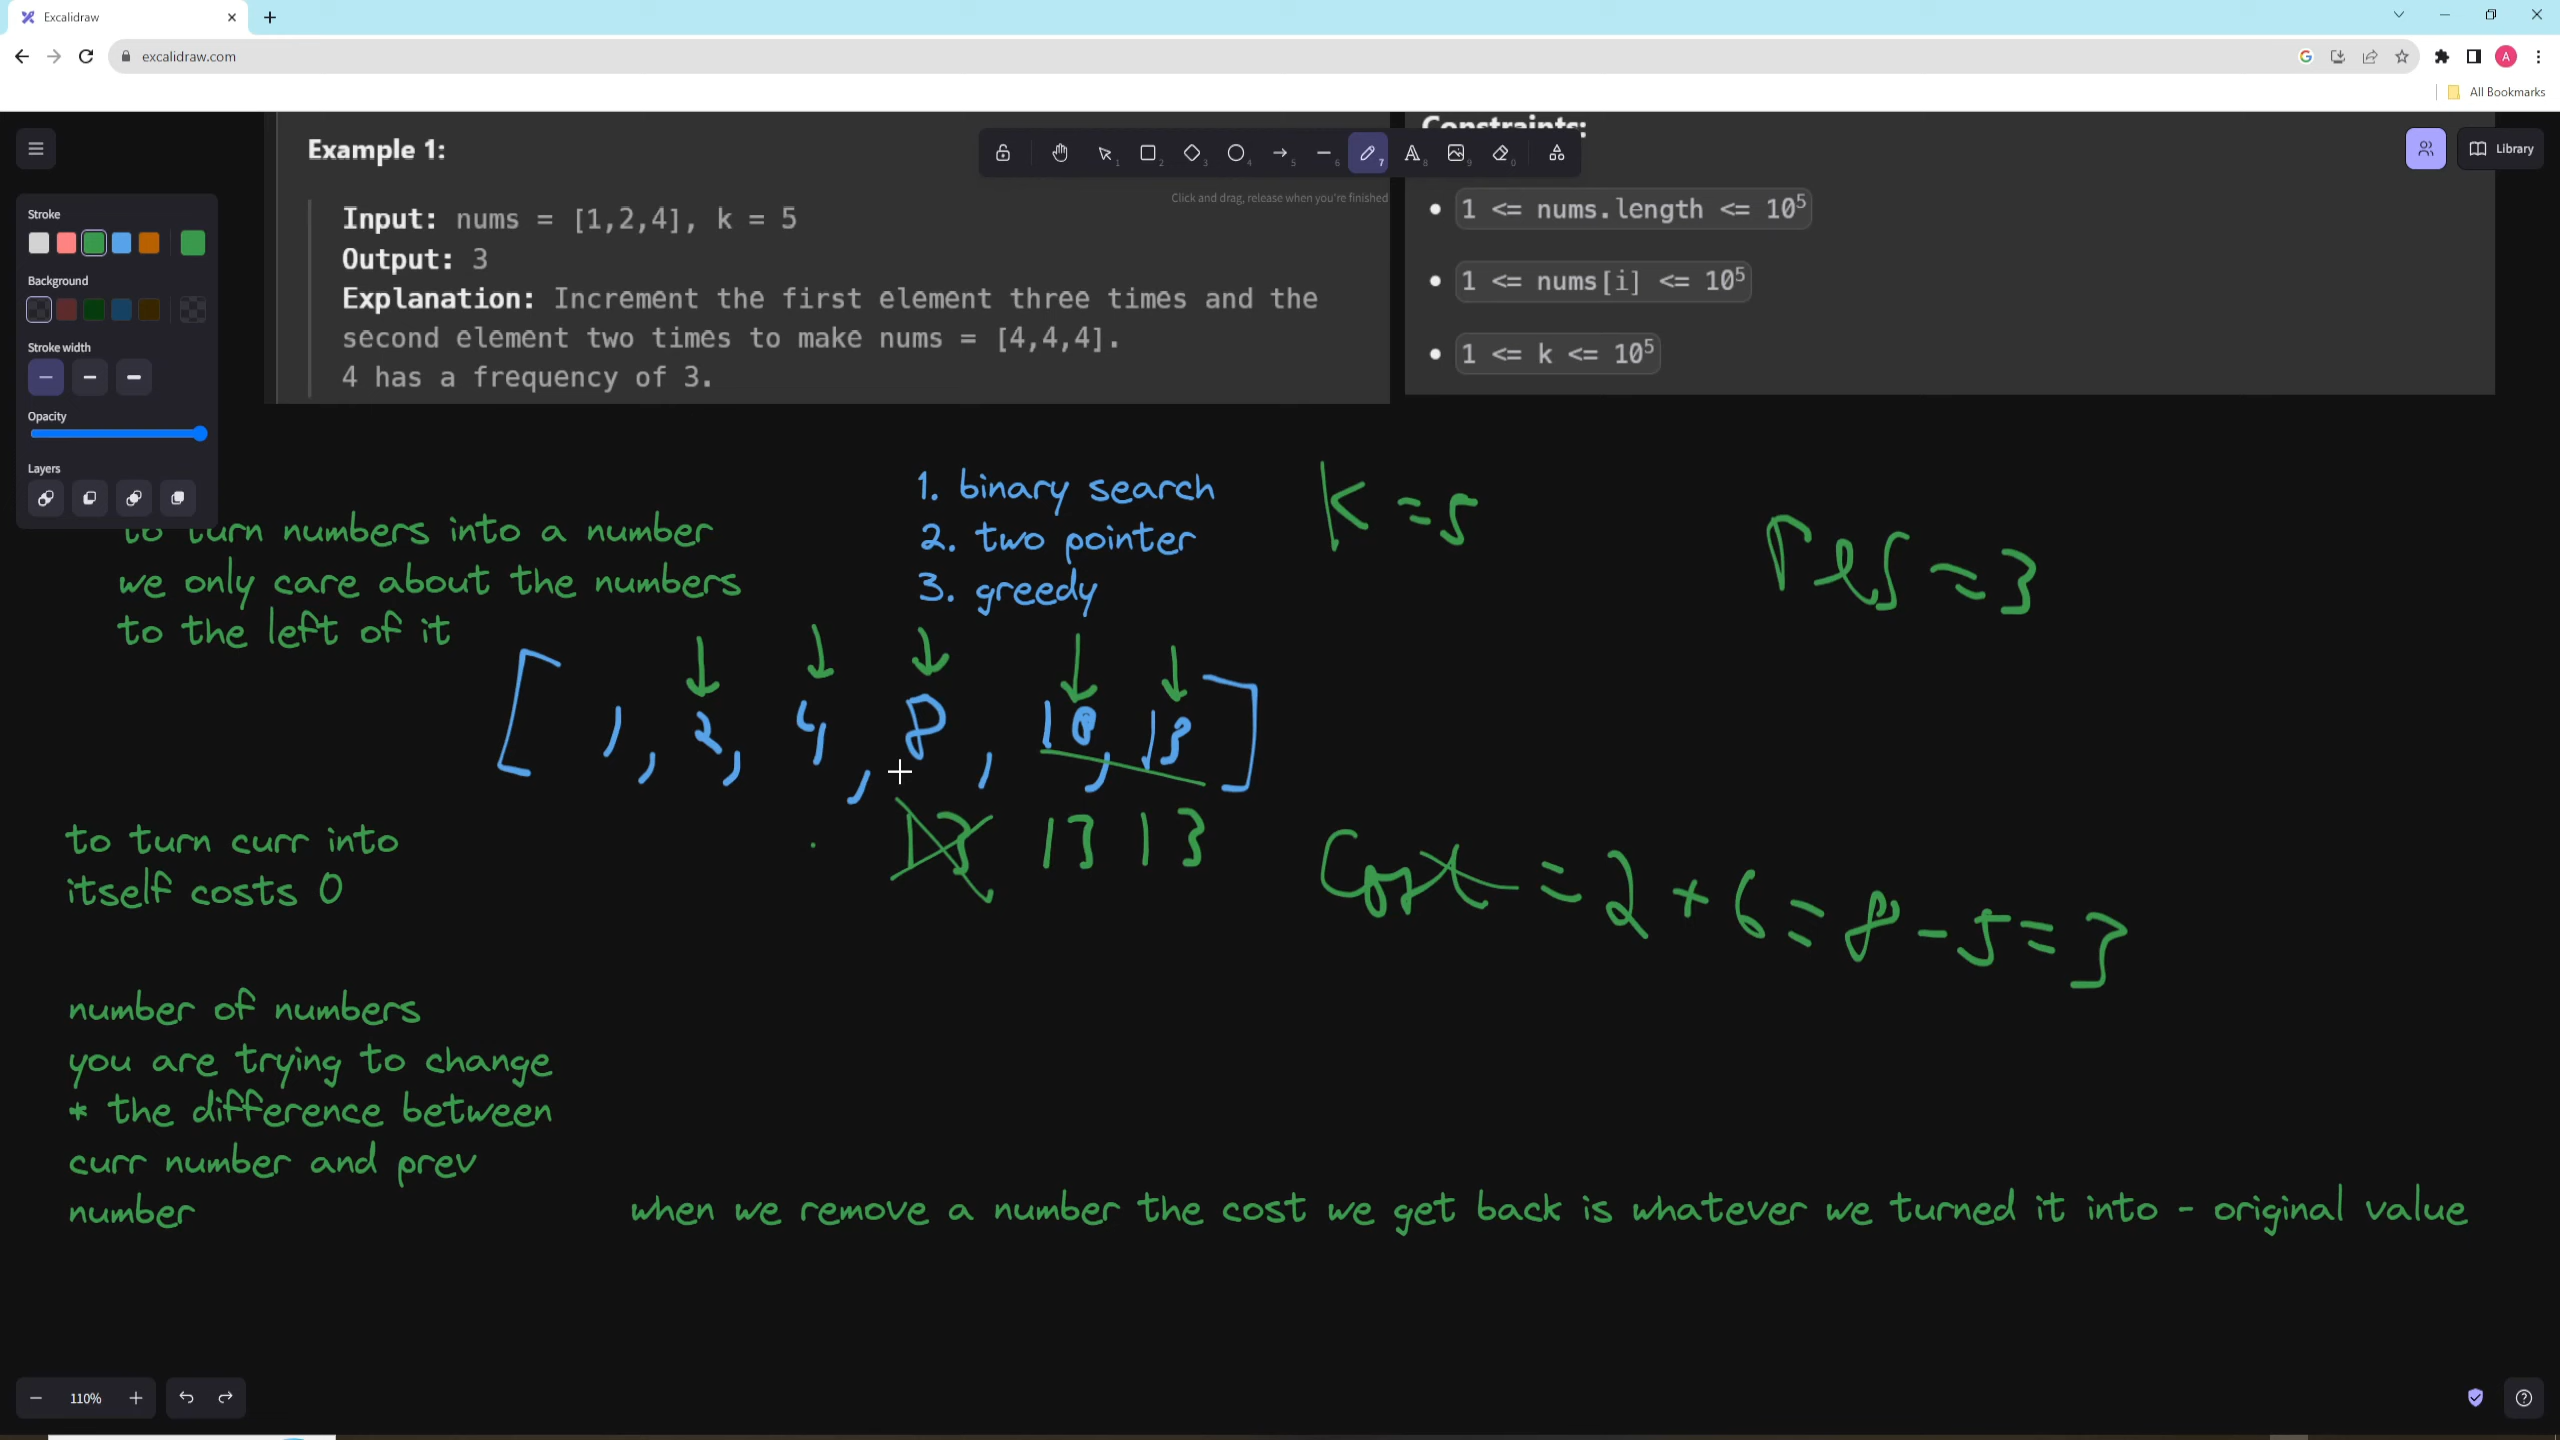 Excalidraw
excalidraw.com
All Bookmarks
Example 1:
Input: nums = [1,2,4], k = 5
Output: 3
Explanation: Increment the first element three times and the
second element two times to make nums = [4,4,4].
4 has a frequency of 3.
Constraints:
1 <= nums.length <= 10⁵
1 <= nums[i] <= 10⁵
1 <= k <= 10⁵
Click and drag, release when you're finished
Library
Stroke
Background
Stroke width
Opacity
Layers
to turn numbers into a number
we only care about the numbers
to the left of it
1. binary search
2. two pointer
3. greedy
K = 5
res = 3
[ 1, 2, 4, 8, 10, 13 ]
13 13 13
to turn curr into
itself costs 0
Cost = 2 + 6 = 8 - 5 = 3
number of numbers
you are trying to change
* the difference between
curr number and prev
number
when we remove a number the cost we get back is whatever we turned it into - original value
110%